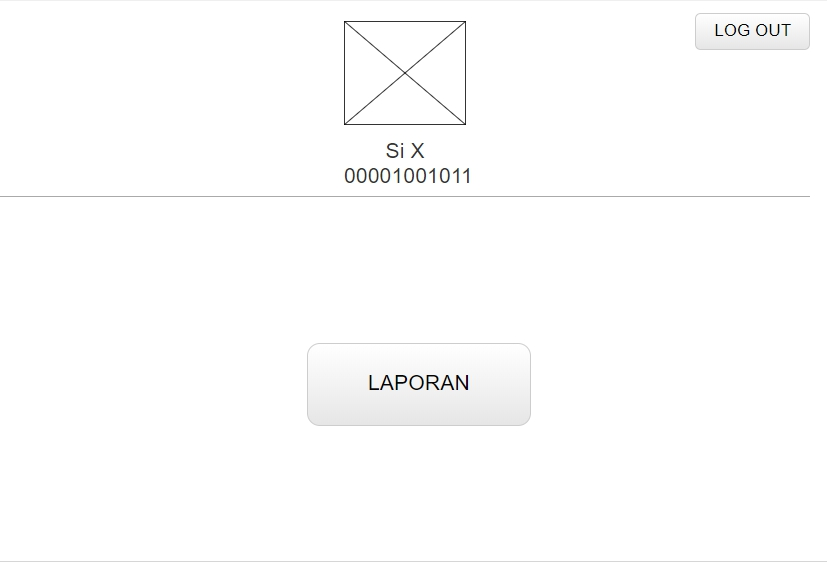 LOG OUT
Si X
00001001011
LAPORAN